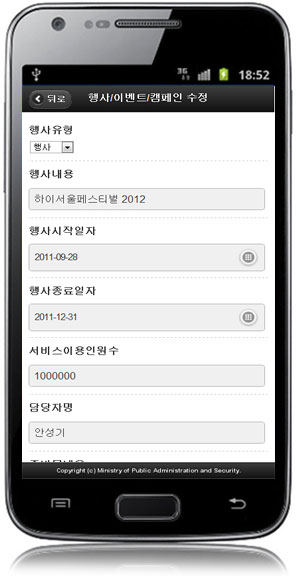 3G 18:52
뒤로 행사/이벤트/캠페인 수정
행사유형
행사
행사내용
하이서울페스티벌 2012
행사시작일자
2011-09-28
행사종료일자
2011-12-31
서비스이용인원수
1000000
담당자명
안성기
Copyright (c) Ministry of Public Administration and Security.